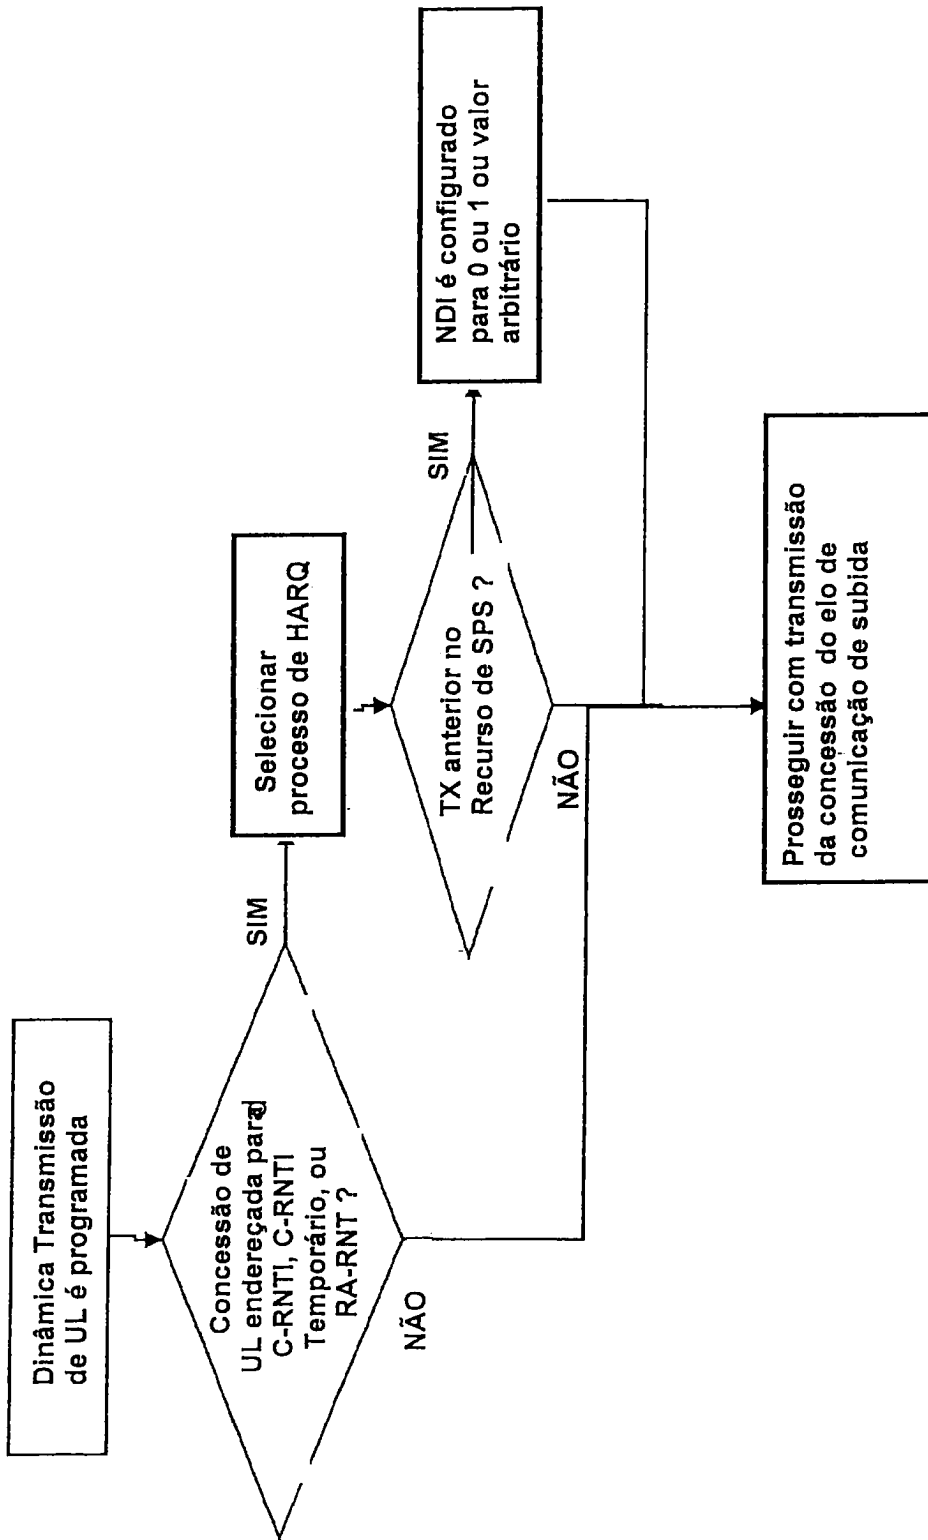 Dinâmica Transmissão
de UL é programada
Concessão de
UL endereçada para
C-RNTI, C-RNTI
Temporário, ou
RA-RNT ?
SIM
NÃO
Selecionar
processo de HARQ
TX anterior no
Recurso de SPS ?
SIM
NÃO
NDI é configurado
para 0 ou 1 ou valor
arbitrário
Prosseguir com transmissão
da concessão do elo de
comunicação de subida